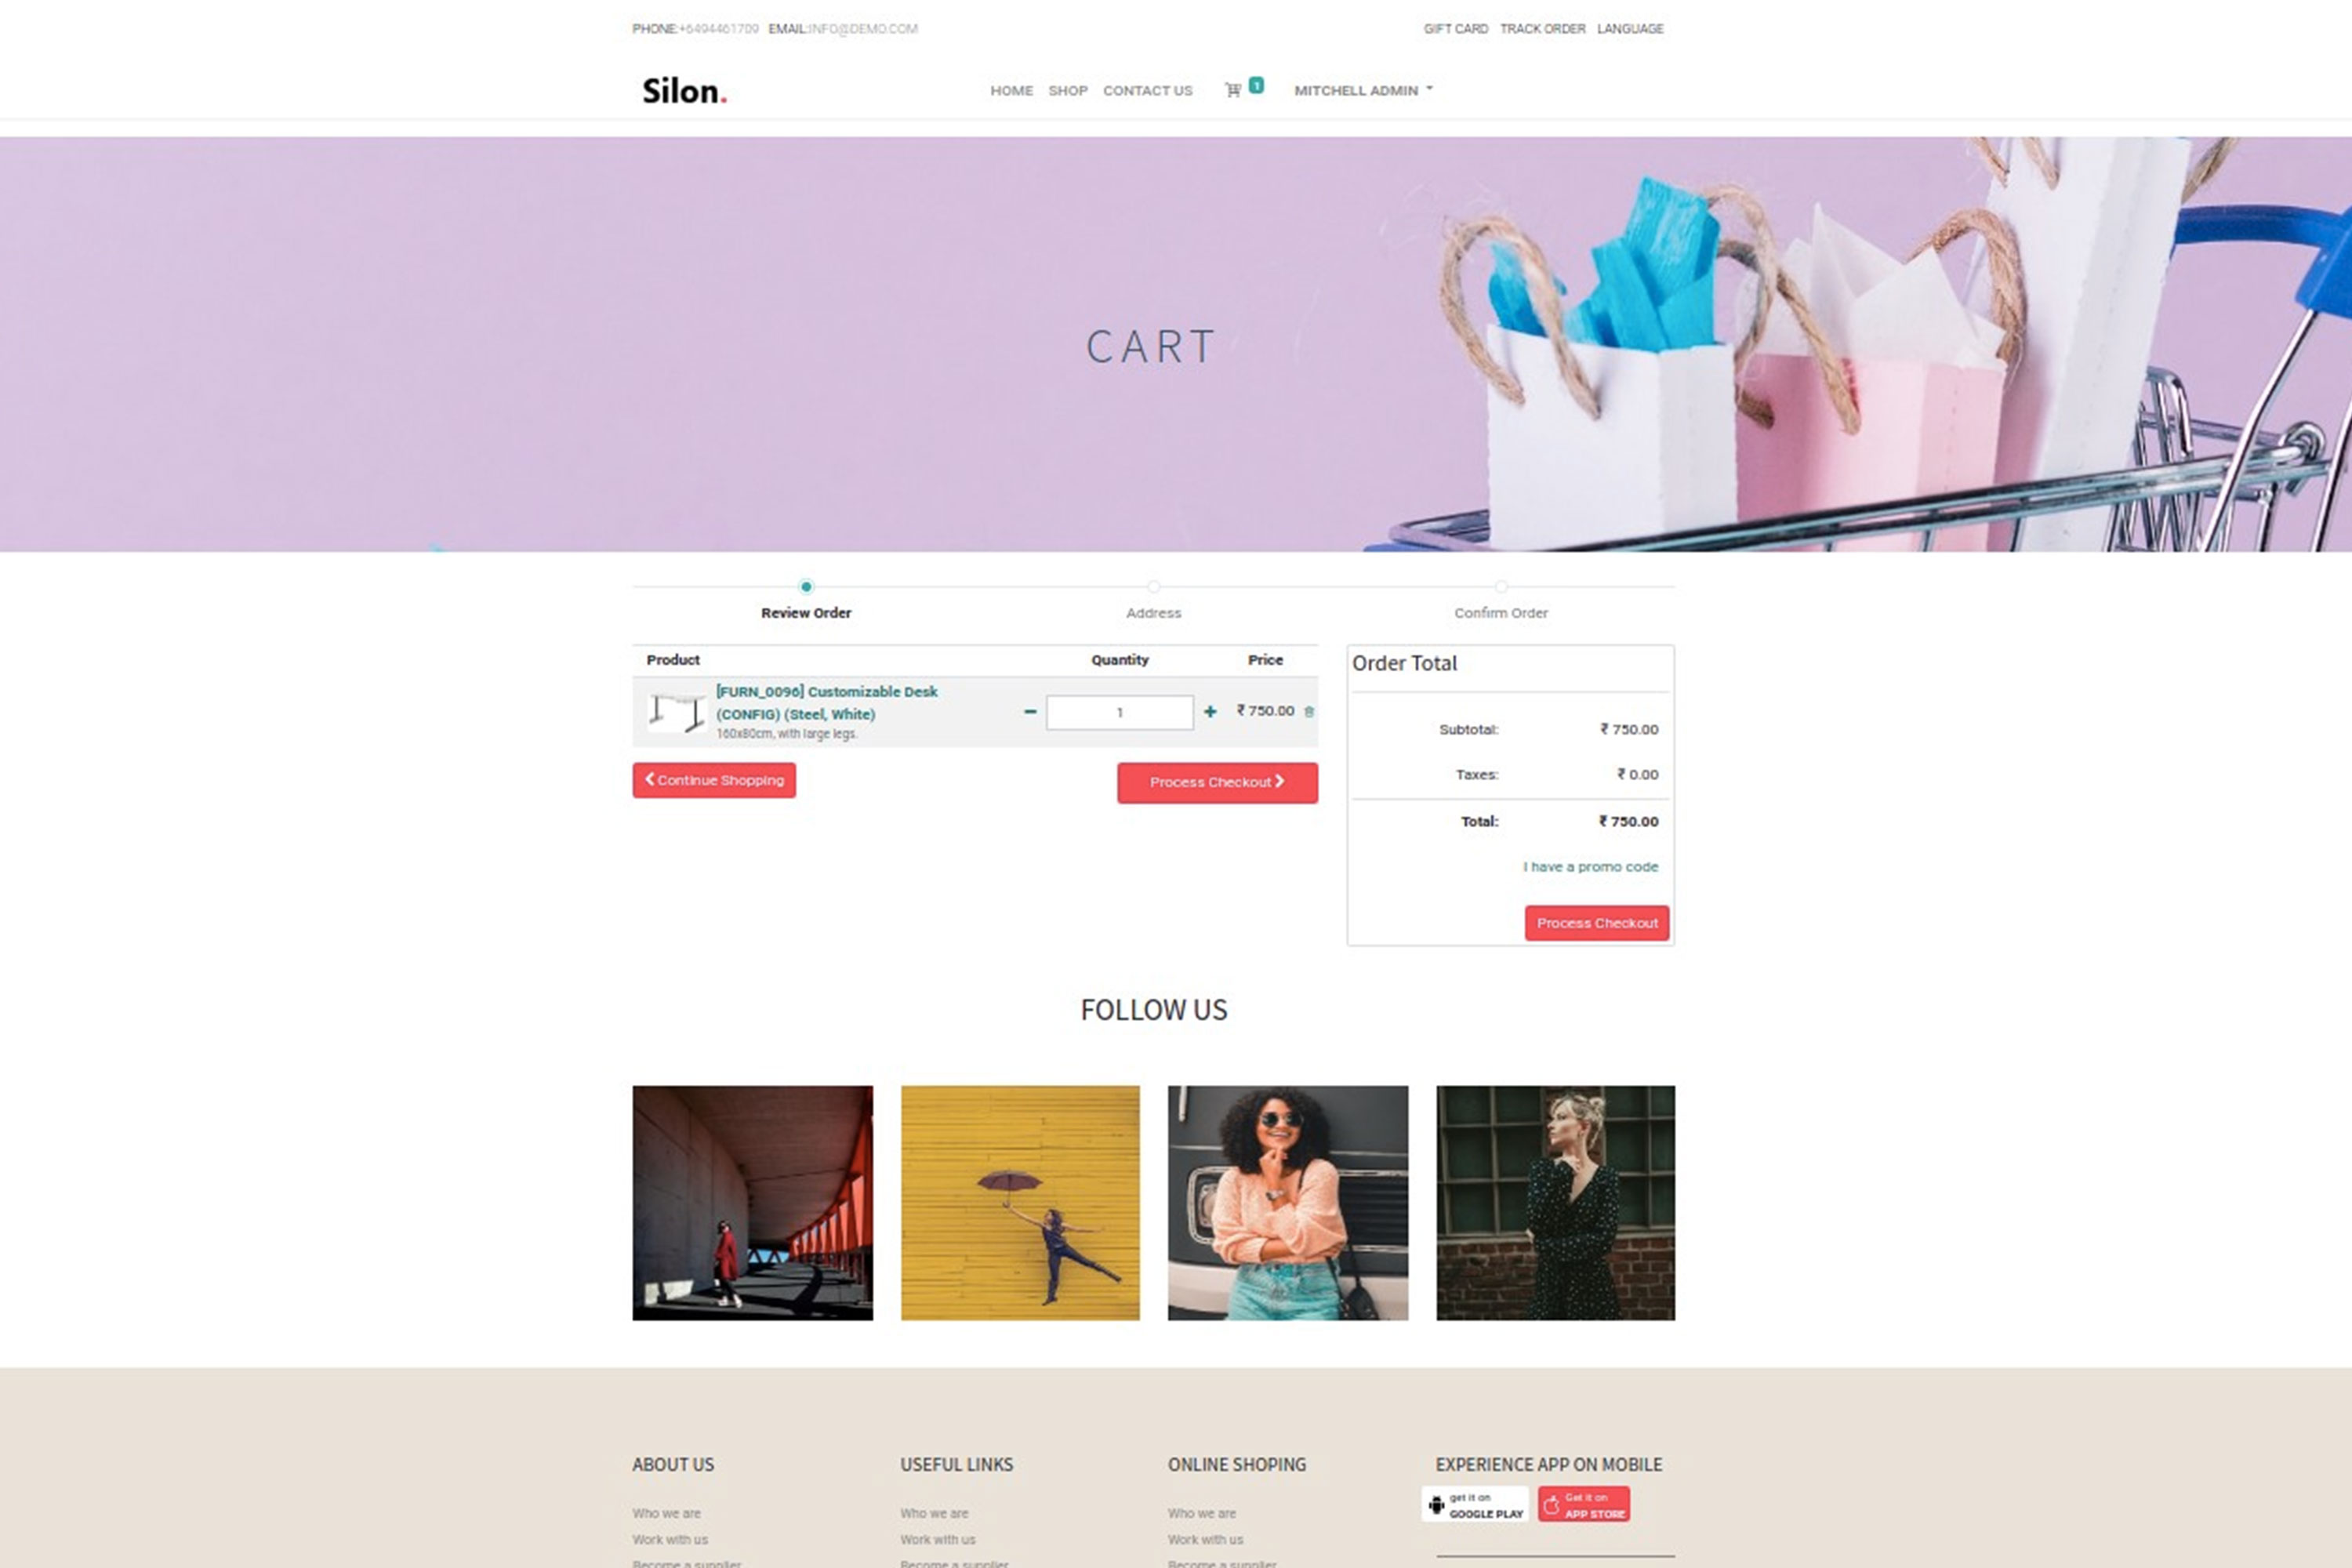 PHONE:+6494461709 EMAIL:INFO@DEMO.COM
GIFT CARD TRACK ORDER LANGUAGE
Silon.
HOME SHOP CONTACT US 1 MITCHELL ADMIN
CART
Review Order
Address
Confirm Order
Product Quantity Price
[FURN_0096] Customizable Desk
(CONFIG) (Steel, White)
160x80cm, with large legs.
1
₹ 750.00
Continue Shopping
Process Checkout
Order Total
Subtotal: ₹ 750.00
Taxes: ₹ 0.00
Total: ₹ 750.00
I have a promo code
Process Checkout
FOLLOW US
ABOUT US
Who we are
Work with us
Become a supplier
USEFUL LINKS
Who we are
Work with us
Become a supplier
ONLINE SHOPING
Who we are
Work with us
Become a supplier
EXPERIENCE APP ON MOBILE
get it on
GOOGLE PLAY
Get it on
APP STORE